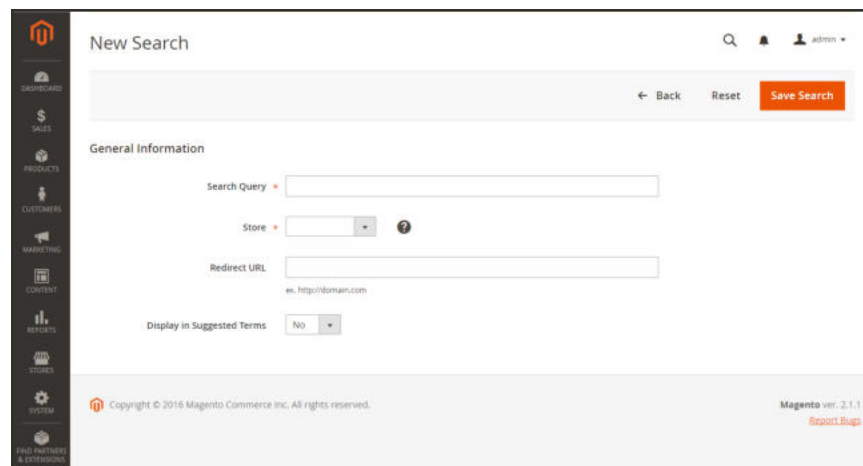 New Search
admin
DASHBOARD
SALES
PRODUCTS
CUSTOMERS
MARKETING
CONTENT
REPORTS
STORES
SYSTEM
FIND PARTNERS
& EXTENSIONS
← Back Reset Save Search
General Information
Search Query *
Store * ?
Redirect URL
ex. http://domain.com
Display in Suggested Terms No
Copyright © 2016 Magento Commerce Inc. All rights reserved.
Magento ver. 2.1.1
Report Bugs